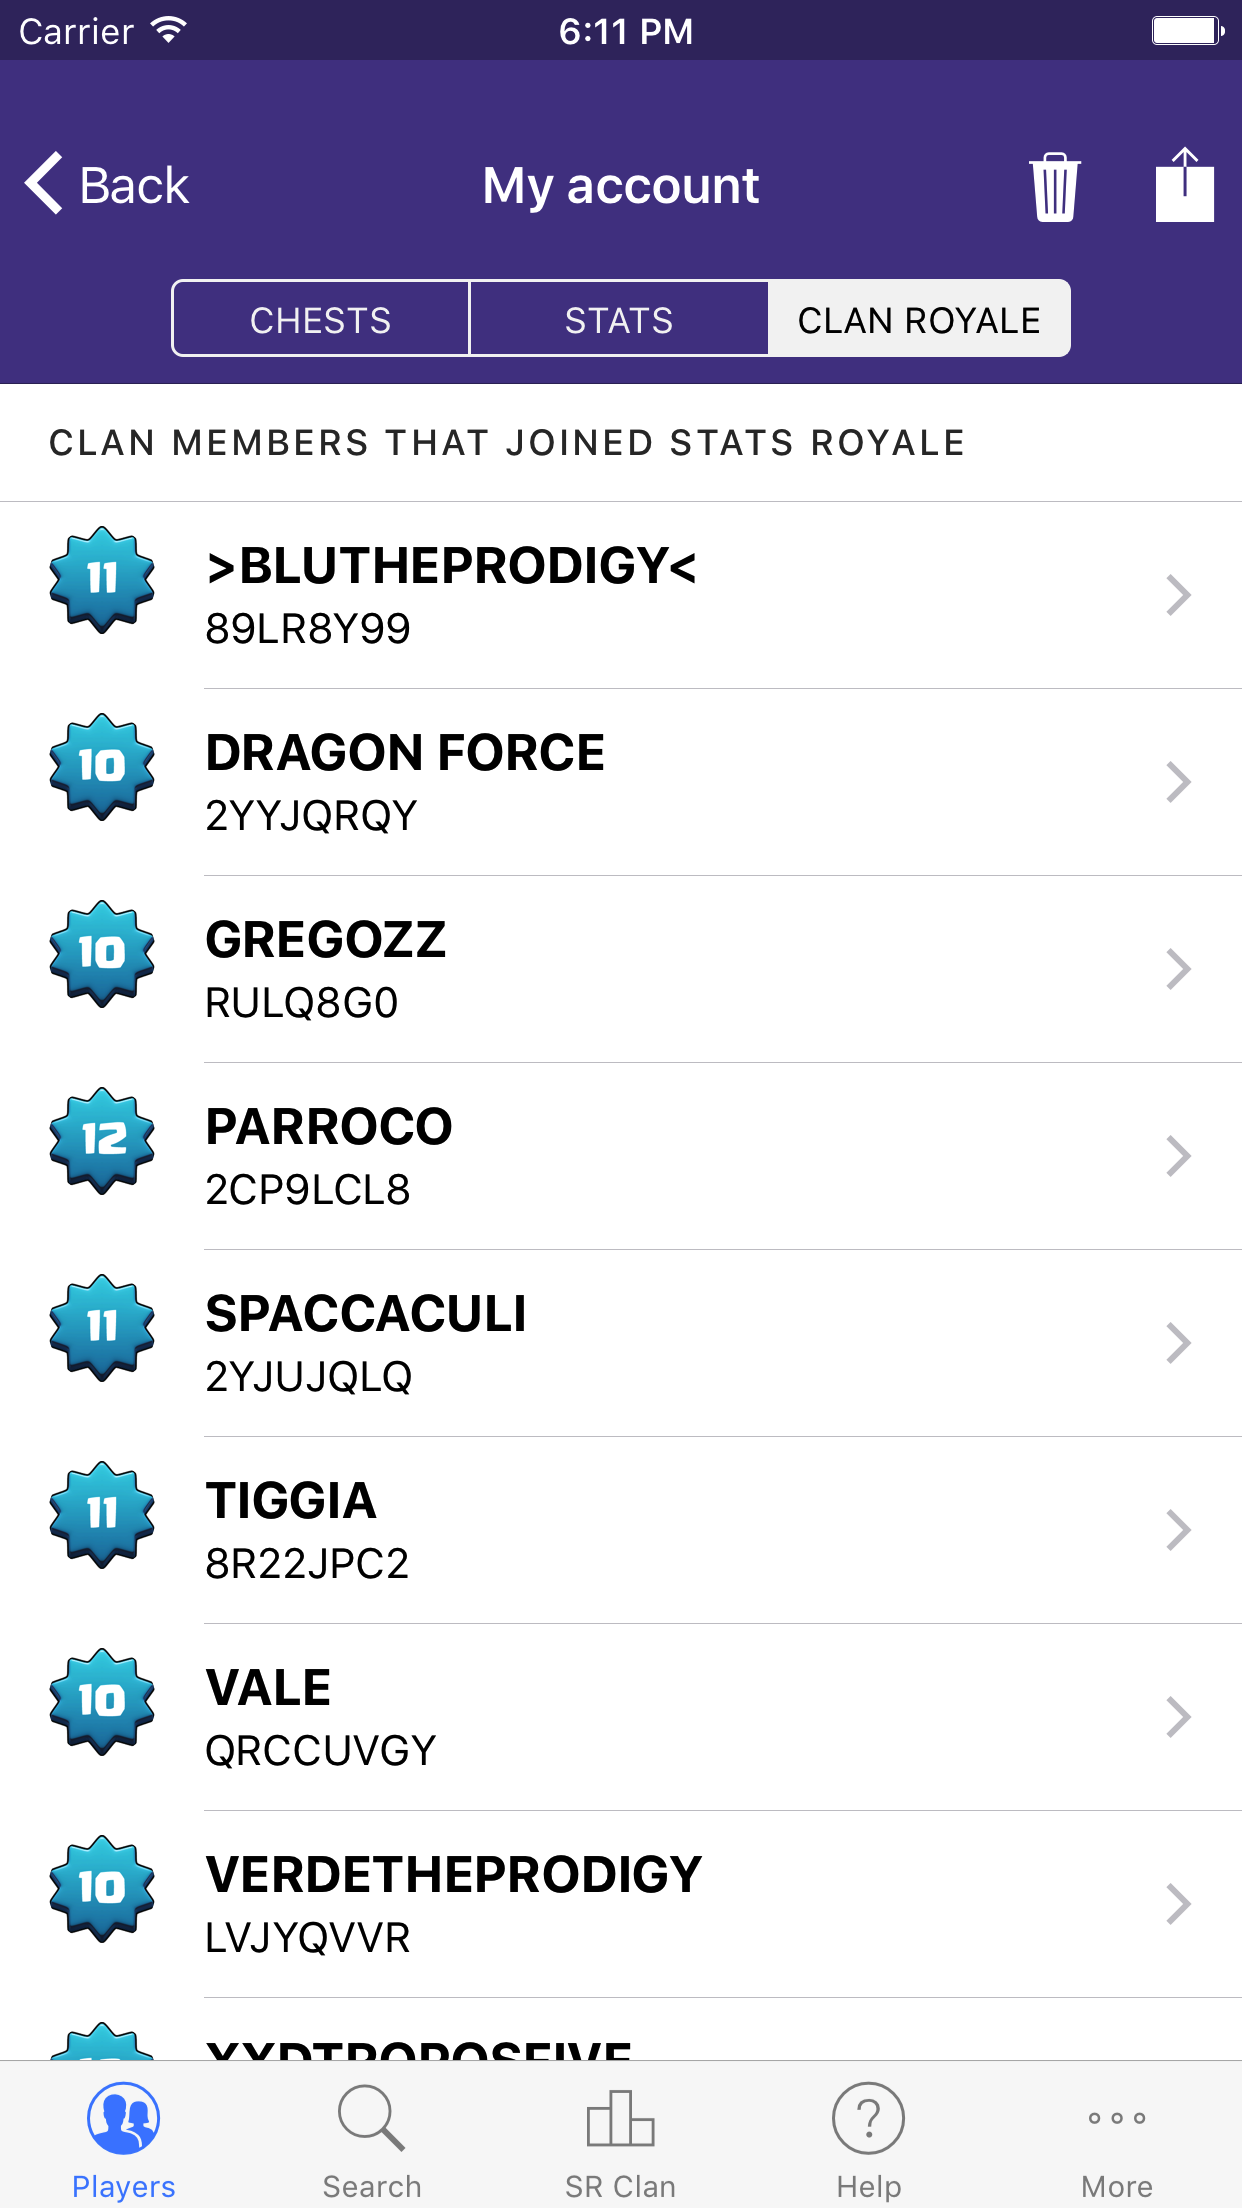 Carrier 6:11 PM
Back My account
CHESTS STATS CLAN ROYALE
CLAN MEMBERS THAT JOINED STATS ROYALE
11 >BLUTHEPRODIGY<
89LR8Y99
10 DRAGON FORCE
2YYJQRQY
10 GREGOZZ
RULQ8G0
12 PARROCO
2CP9LCL8
11 SPACCACULI
2YJUJQLQ
11 TIGGIA
8R22JPC2
10 VALE
QRCCUVGY
10 VERDETHEPRODIGY
LVJYQVVR
Players Search SR Clan Help More